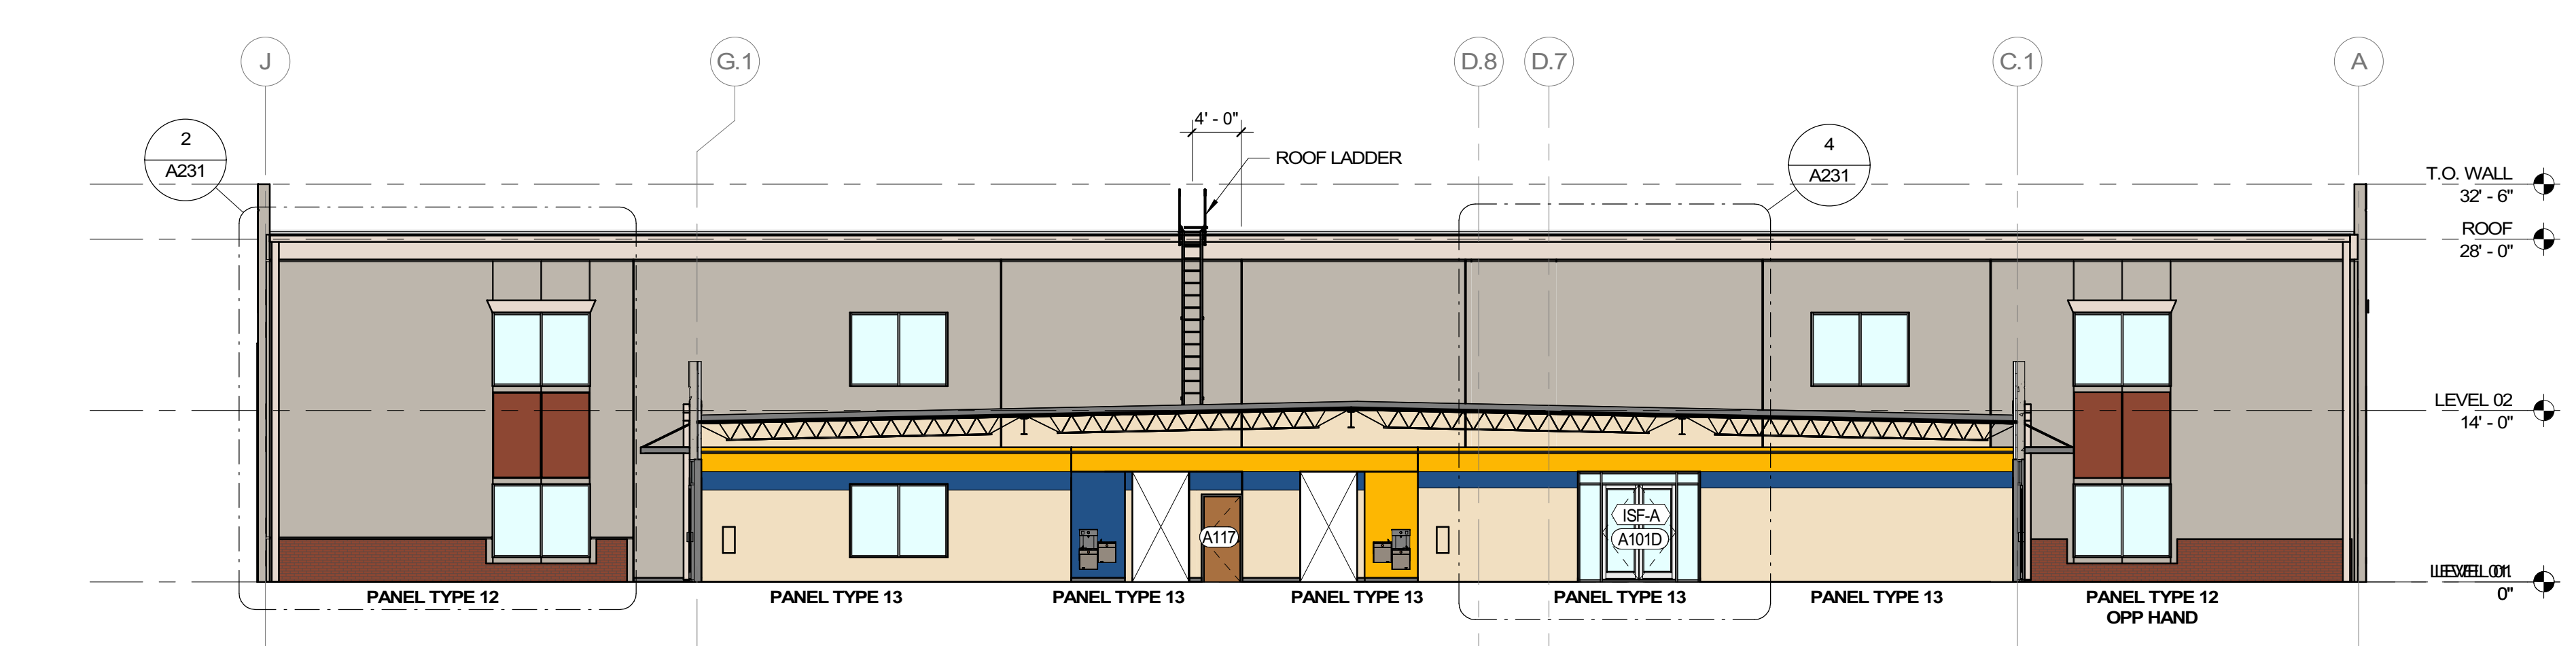 J
G.1
D.8
D.7
C.1
A
2
A231
4'-0"
ROOF LADDER
4
A231
T.O. WALL
32' - 6"
ROOF
28' - 0"
LEVEL 02
14' - 0"
ISF-A
A117
A101D
0"
PANEL TYPE 12
PANEL TYPE 13
PANEL TYPE 13
PANEL TYPE 13
PANEL TYPE 13
PANEL TYPE 13
PANEL TYPE 12
OPP HAND